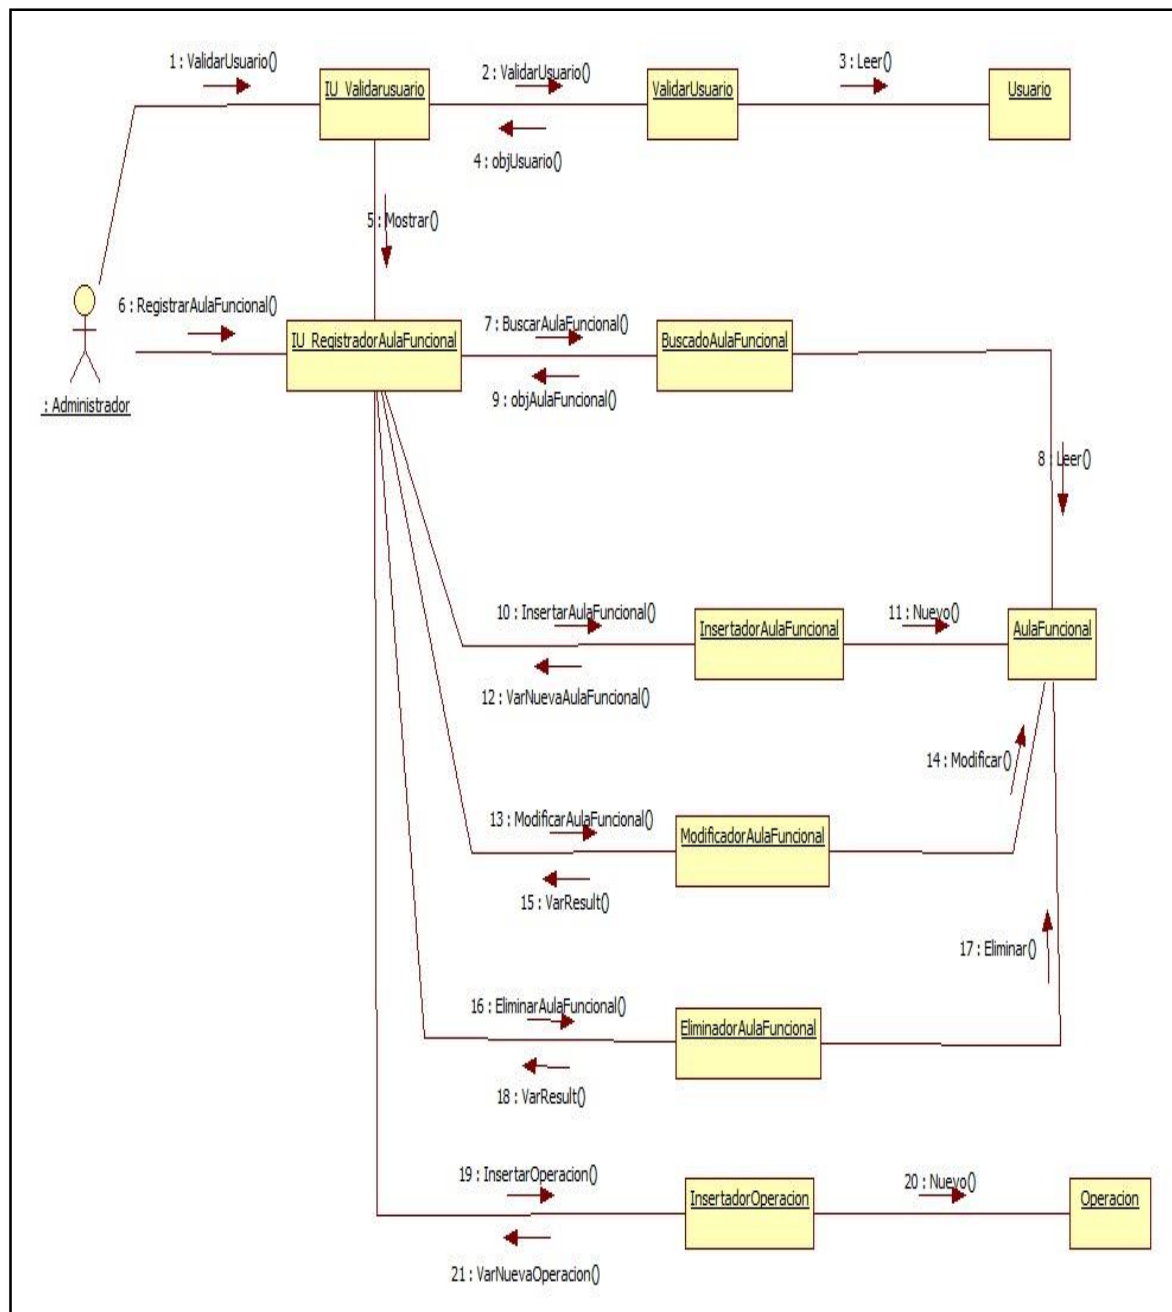 1 : ValidarUsuario()
2 : ValidarUsuario()
3 : Leer()
IU_Validarusuario
ValidarUsuario
Usuario
4 : objUsuario()
5 : Mostrar()
6 : RegistrarAulaFuncional()
7 : BuscarAulaFuncional()
IU_RegistradorAulaFuncional
BuscadoAulaFuncional
: Administrador
9 : objAulaFuncional()
8 : Leer()
10 : InsertarAulaFuncional()
11 : Nuevo()
InsertadorAulaFuncional
AulaFuncional
12 : VarNuevaAulaFuncional()
14 : Modificar()
13 : ModificarAulaFuncional()
ModificadorAulaFuncional
15 : VarResult()
17 : Eliminar()
16 : EliminarAulaFuncional()
EliminadorAulaFuncional
18 : VarResult()
19 : InsertarOperacion()
20 : Nuevo()
InsertadorOperacion
Operacion
21 : VarNuevaOperacion()